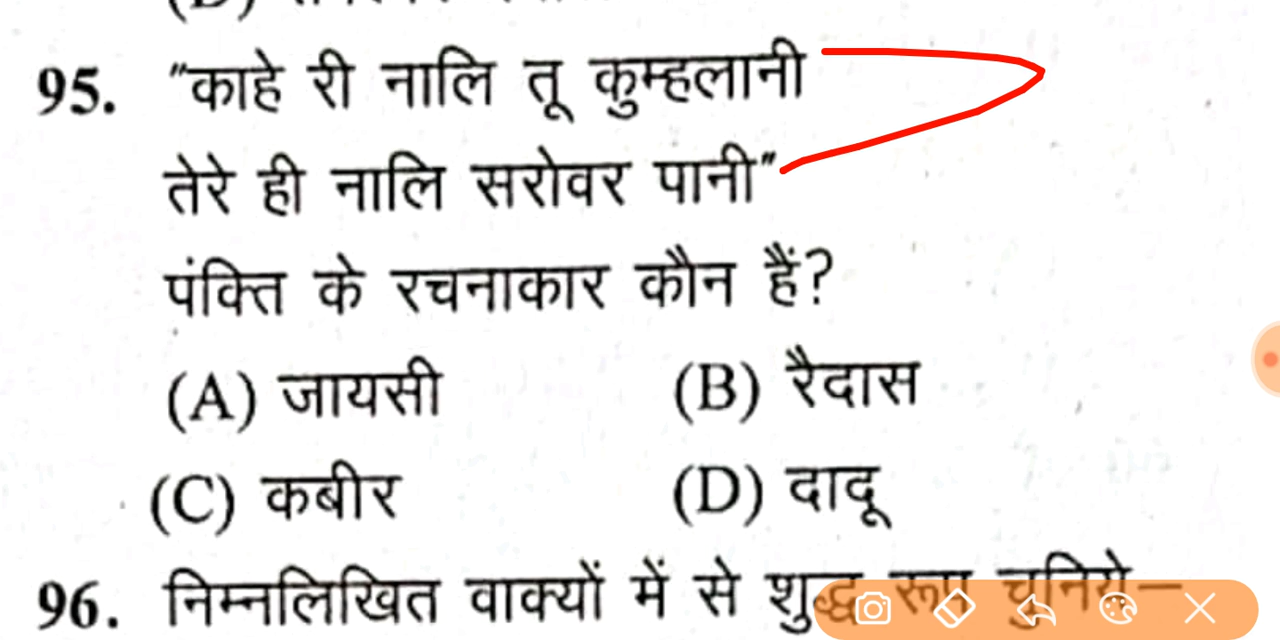 95. "काहे री नालि तू कुम्हलानी
तेरे ही नालि सरोवर पानी"
पंक्ति के रचनाकार कौन हैं?
(A) जायसी (B) रैदास
(C) कबीर (D) दादू
96. निम्नलिखित वाक्यों में से शुद्ध रूप चुनिये—